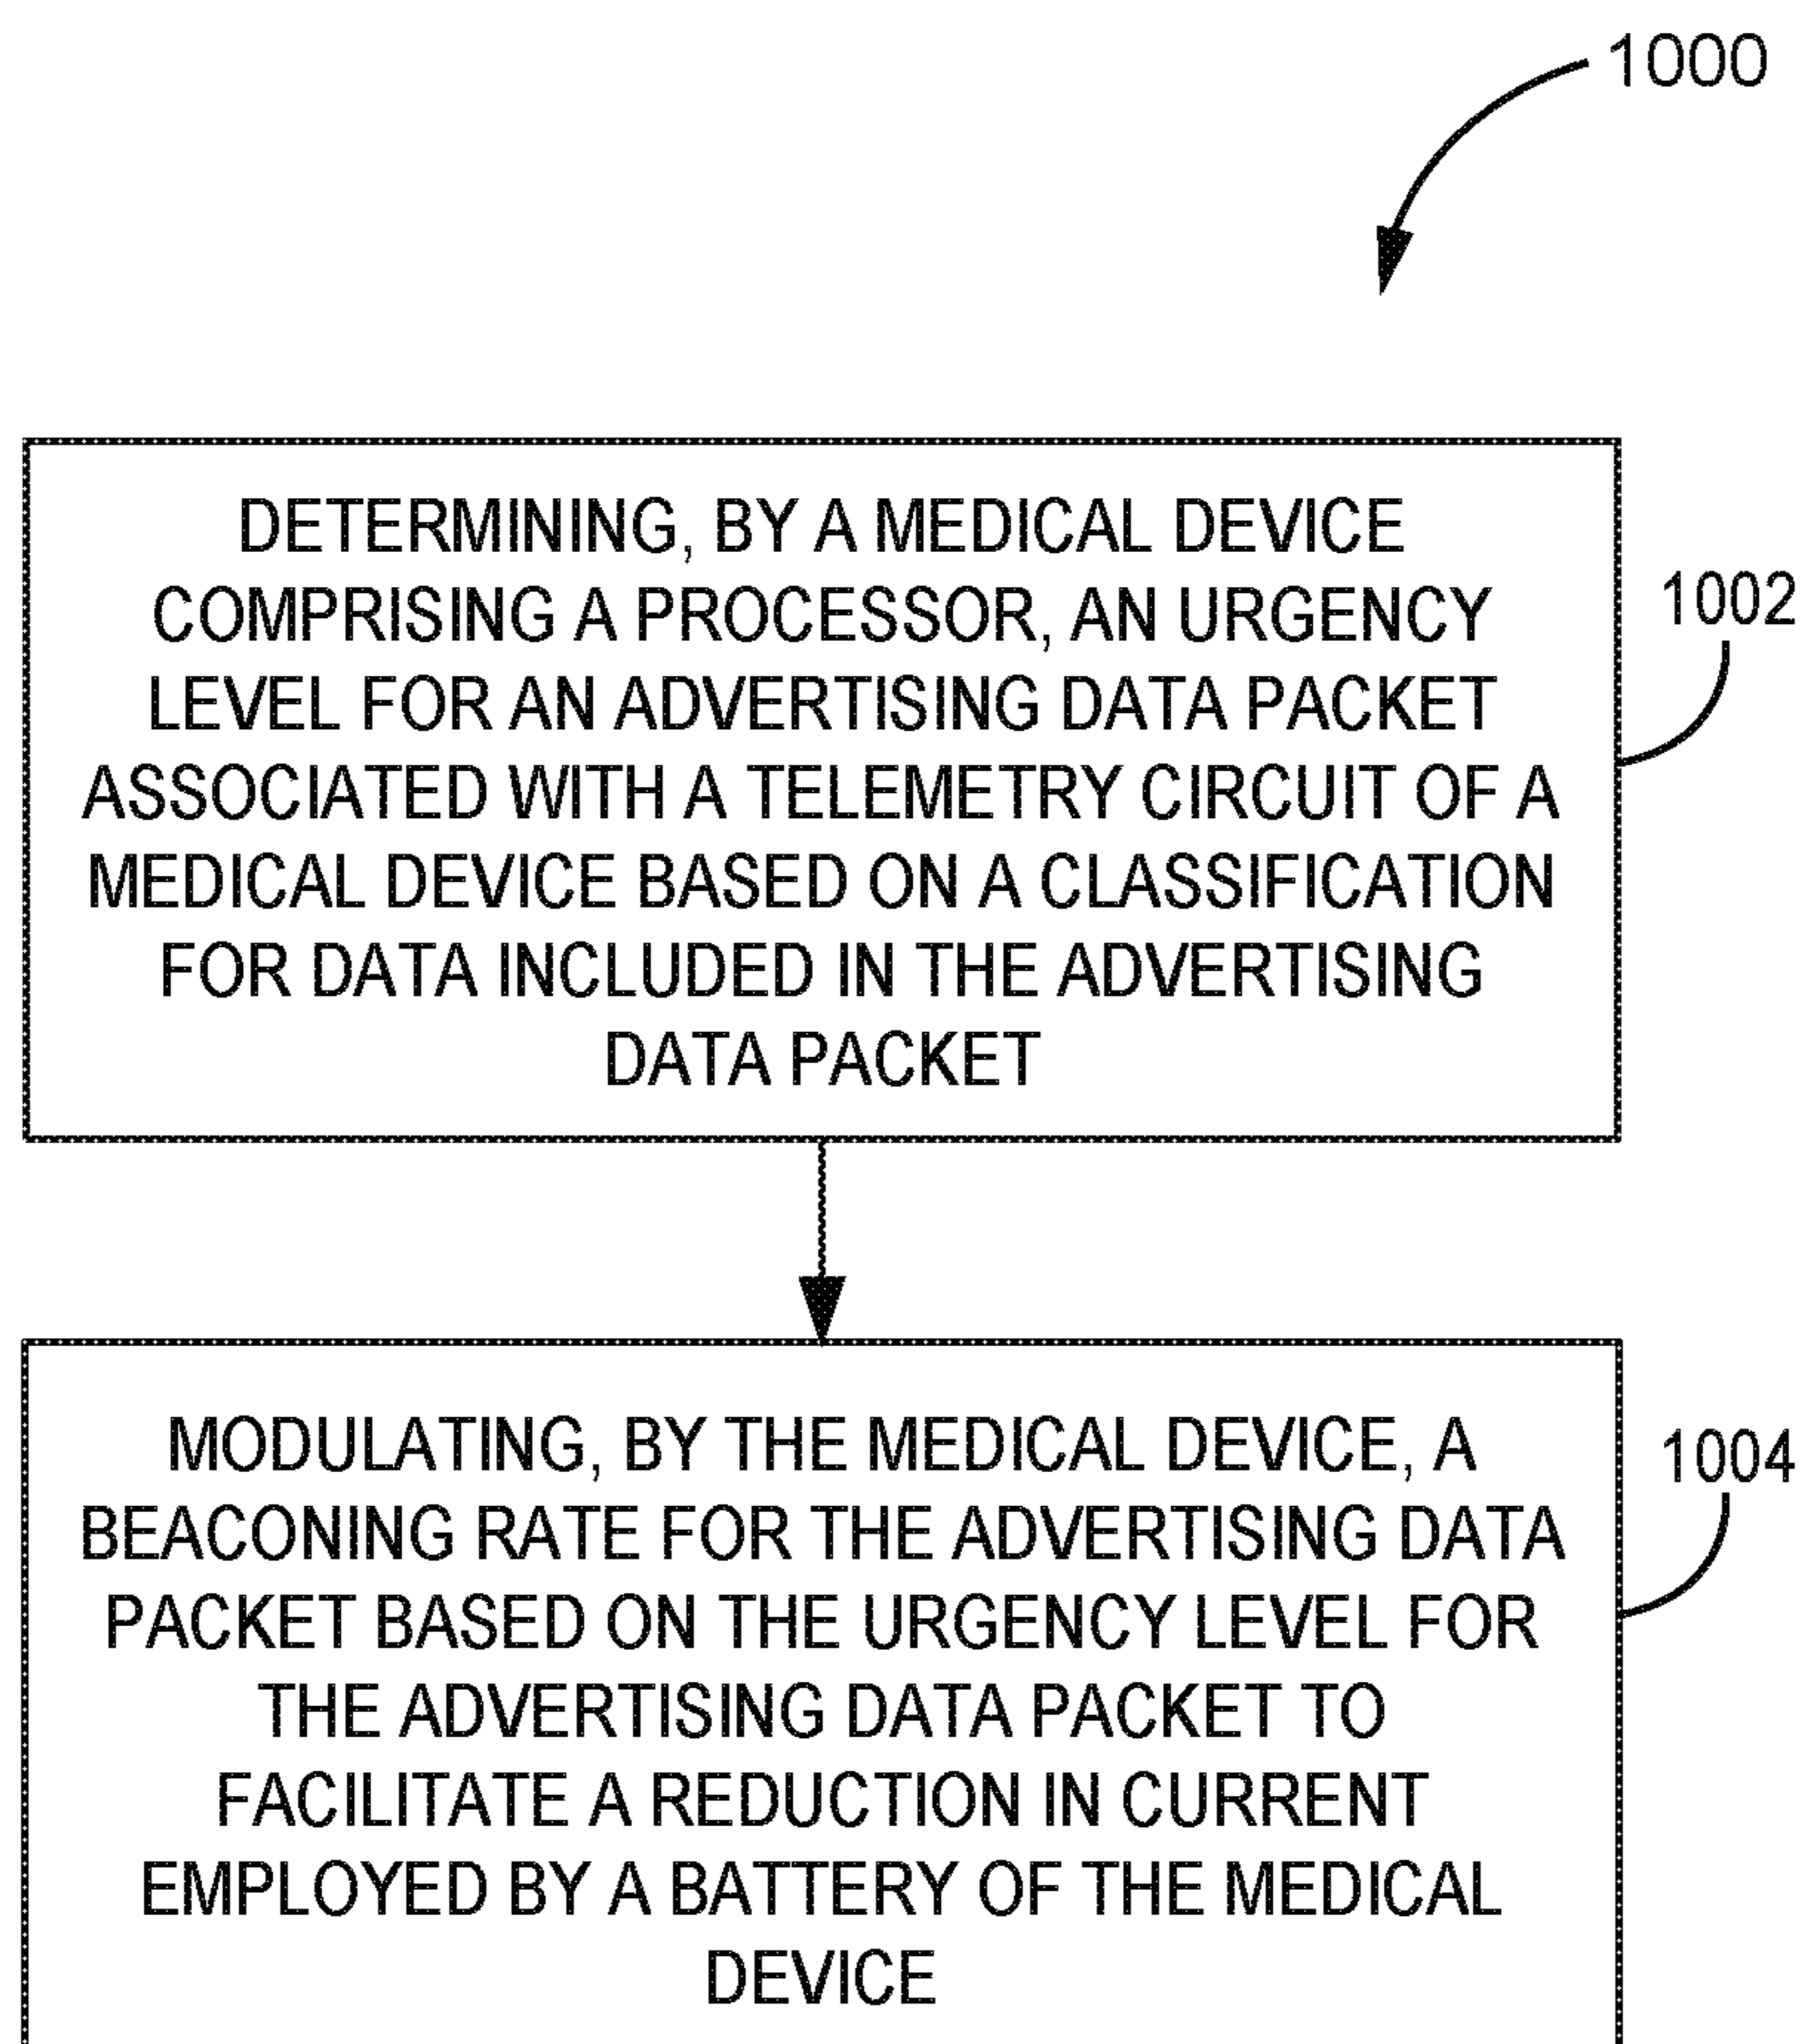 1000
DETERMINING, BY A MEDICAL DEVICE
COMPRISING A PROCESSOR, AN URGENCY
LEVEL FOR AN ADVERTISING DATA PACKET
ASSOCIATED WITH A TELEMETRY CIRCUIT OF A
MEDICAL DEVICE BASED ON A CLASSIFICATION
FOR DATA INCLUDED IN THE ADVERTISING
DATA PACKET
1002
MODULATING, BY THE MEDICAL DEVICE, A
BEACONING RATE FOR THE ADVERTISING DATA
PACKET BASED ON THE URGENCY LEVEL FOR
THE ADVERTISING DATA PACKET TO
FACILITATE A REDUCTION IN CURRENT
EMPLOYED BY A BATTERY OF THE MEDICAL
DEVICE
1004